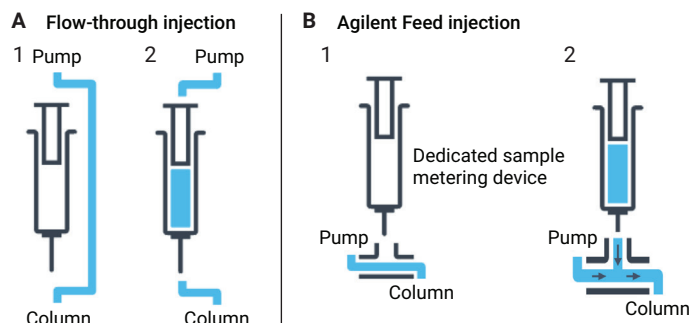 A Flow-through injection
1 Pump
2 Pump
Column
Column
B Agilent Feed injection
1
2
Dedicated sample
metering device
Pump
Column
Pump
Column